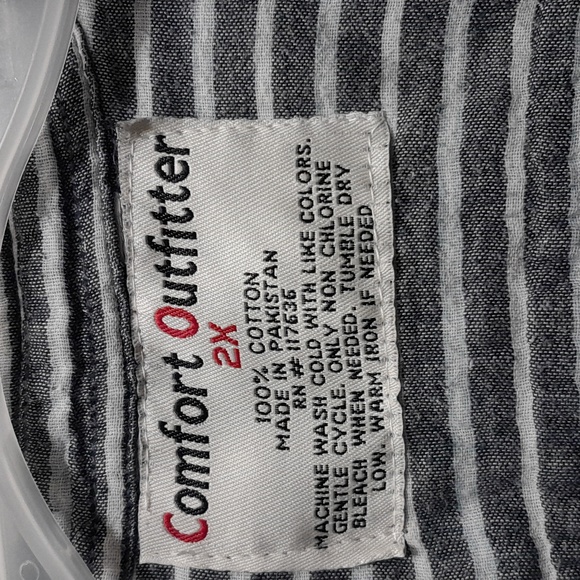 Comfort Outfitter
2X
100% COTTON
MADE IN PAKISTAN
RN # 117636
MACHINE WASH COLD WITH LIKE COLORS.
GENTLE CYCLE. ONLY NON CHLORINE
BLEACH WHEN NEEDED. TUMBLE DRY
LOW. WARM IRON IF NEEDED